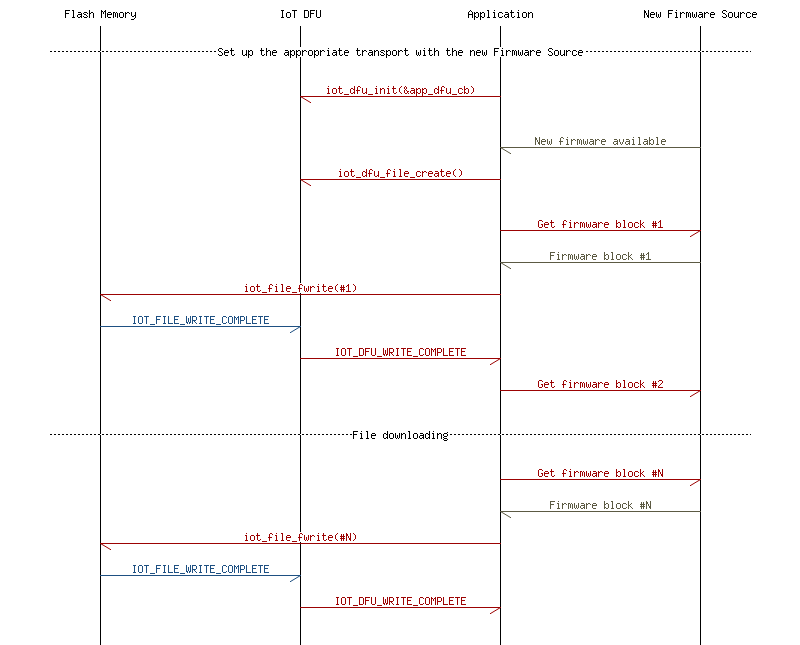 Flash Memory IoT DFU Application New Firmware Source
Set up the appropriate transport with the new Firmware Source
iot_dfu_init(&app_dfu_cb)
New firmware available
iot_dfu_file_create()
Get firmware block #1
Firmware block #1
iot_file_fwrite(#1)
IOT_FILE_WRITE_COMPLETE
IOT_DFU_WRITE_COMPLETE
Get firmware block #2
File downloading
Get firmware block #N
Firmware block #N
iot_file_fwrite(#N)
IOT_FILE_WRITE_COMPLETE
IOT_DFU_WRITE_COMPLETE